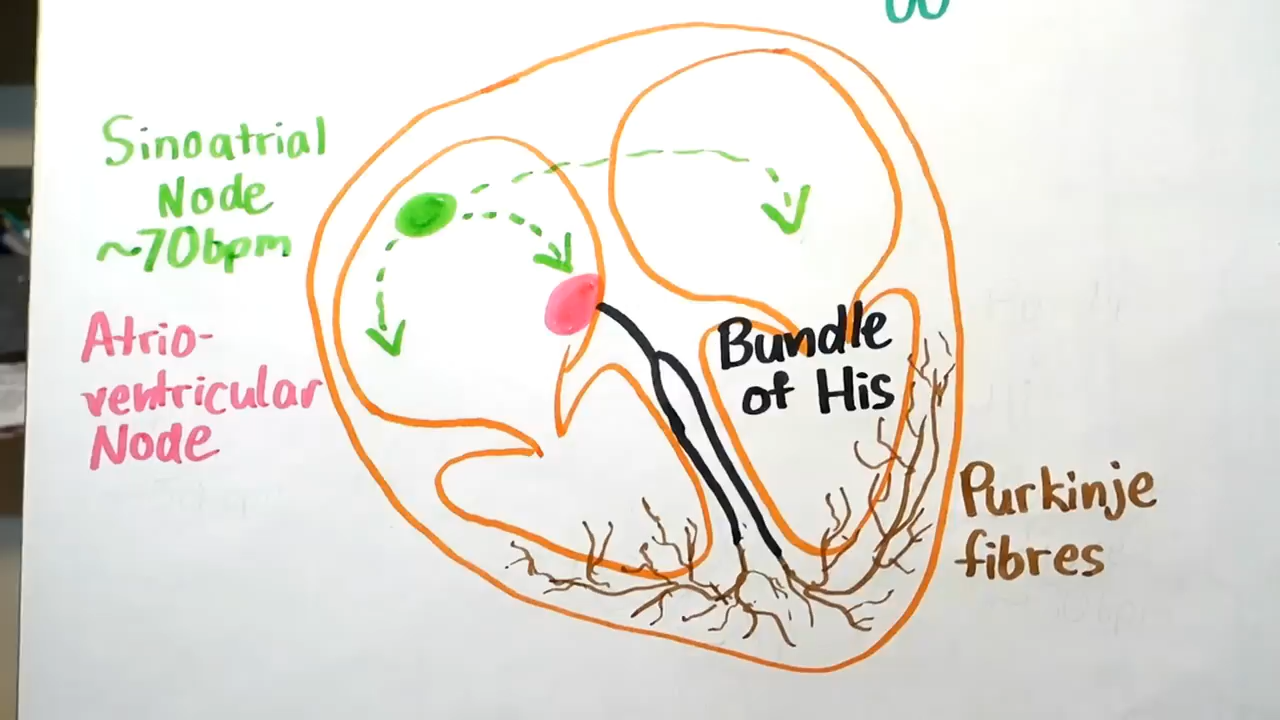 Sinoatrial
Node
~70bpm
Atrio-
ventricular
Node
Bundle
of His
Purkinje
fibres